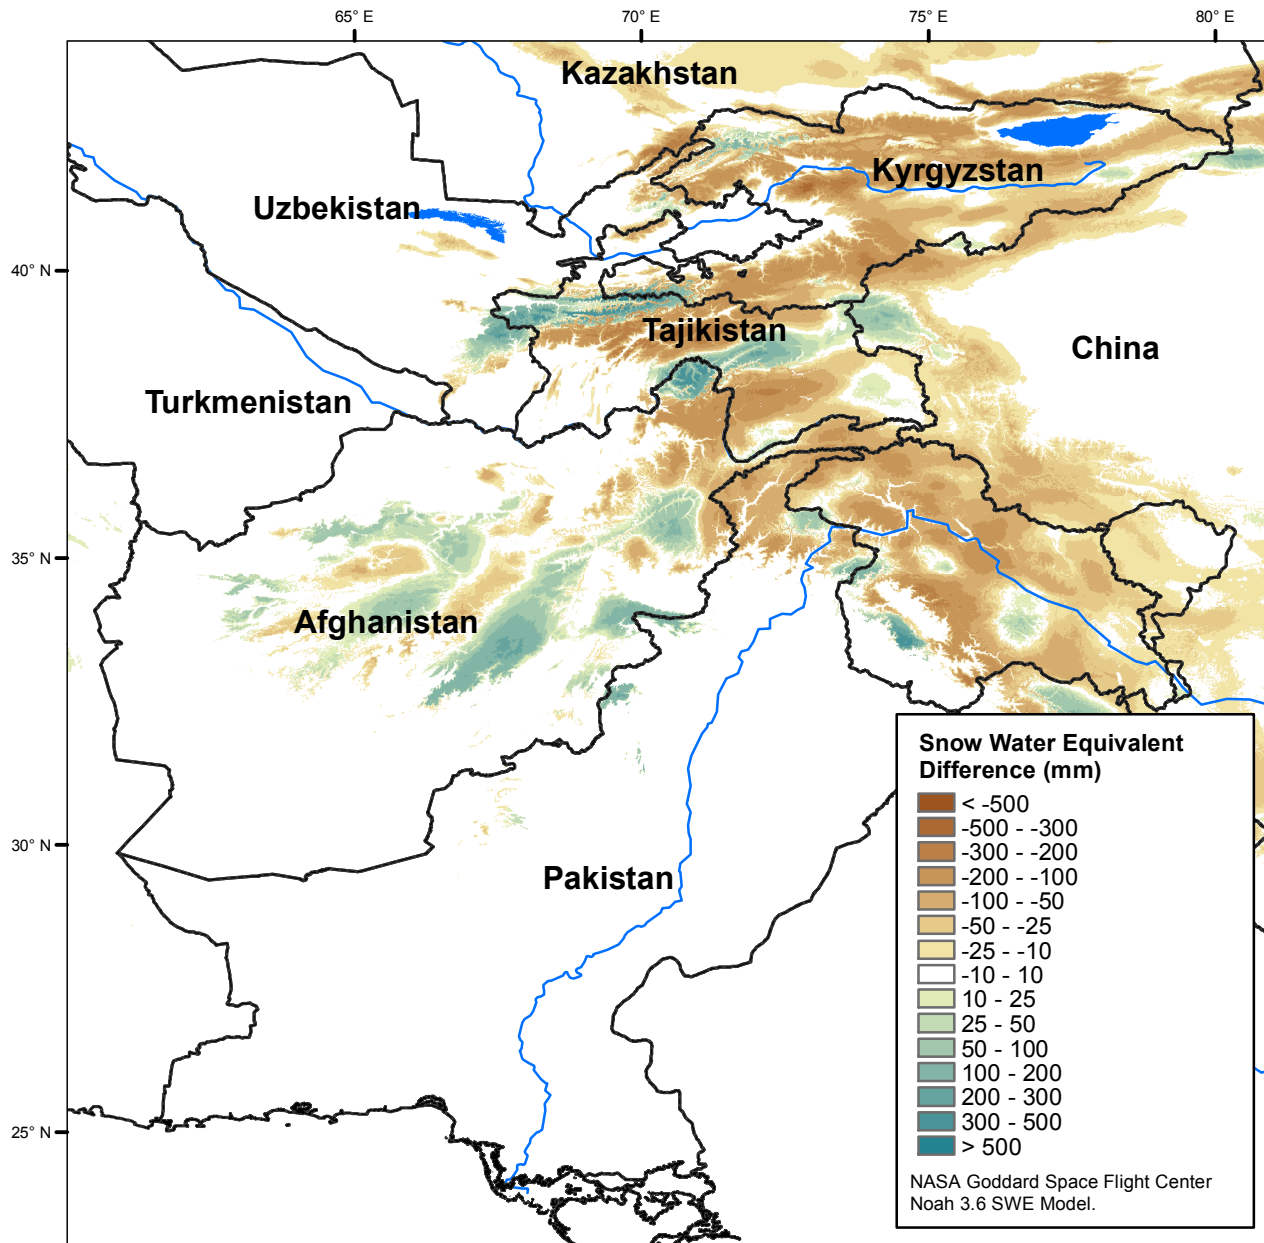 65° E 70° E 75° E 80° E
Kazakhstan
Kyrgyzstan
Uzbekistan
40° N
Tajikistan
China
Turkmenistan
35° N
Afghanistan
Snow Water Equivalent
Difference (mm)
< -500
-500 - -300
-300 - -200
-200 - -100
-100 - -50
-50 - -25
-25 - -10
-10 - 10
10 - 25
25 - 50
50 - 100
100 - 200
200 - 300
300 - 500
> 500
NASA Goddard Space Flight Center
Noah 3.6 SWE Model.
30° N
Pakistan
25° N